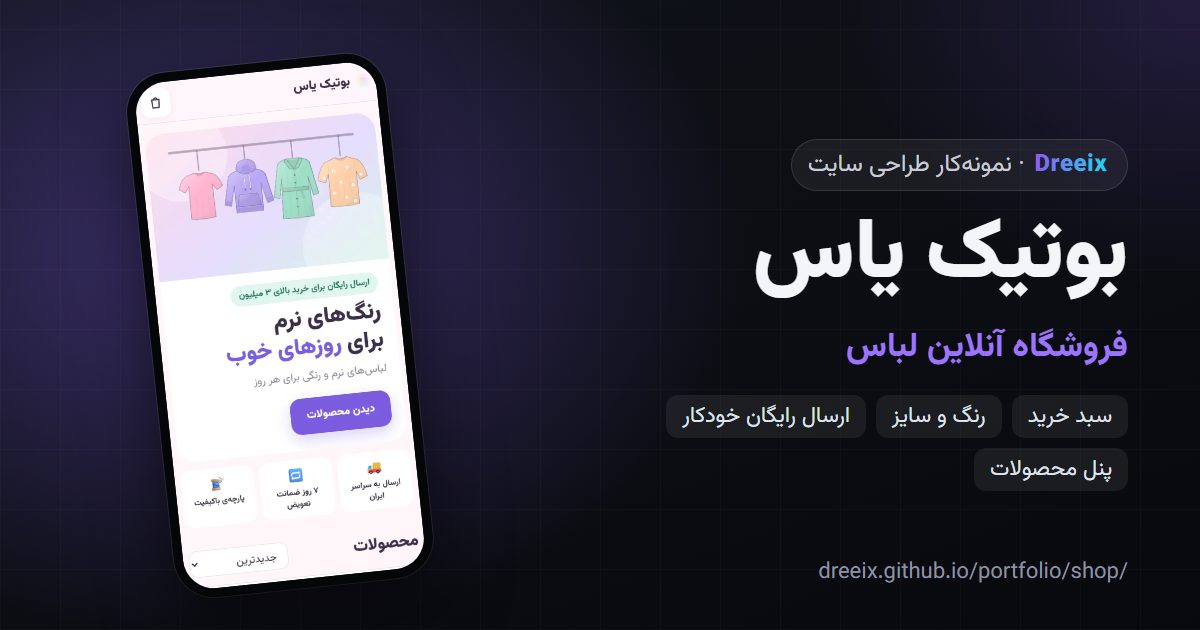 Dreeix · نمونه‌کار طراحی سایت
بوتیک یاس
فروشگاه آنلاین لباس
سبد خرید
رنگ و سایز
ارسال رایگان خودکار
پنل محصولات
dreeix.github.io/portfolio/shop/
بوتیک یاس
ارسال رایگان برای خرید بالای ۳ میلیون
رنگ‌های نرم
برای روزهای خوب
لباس‌های نرم و رنگی برای هر روز
دیدن محصولات
ارسال به سراسر
ایران
۷ روز ضمانت
تعویض
پارچه‌ی باکیفیت
محصولات
جدیدترین